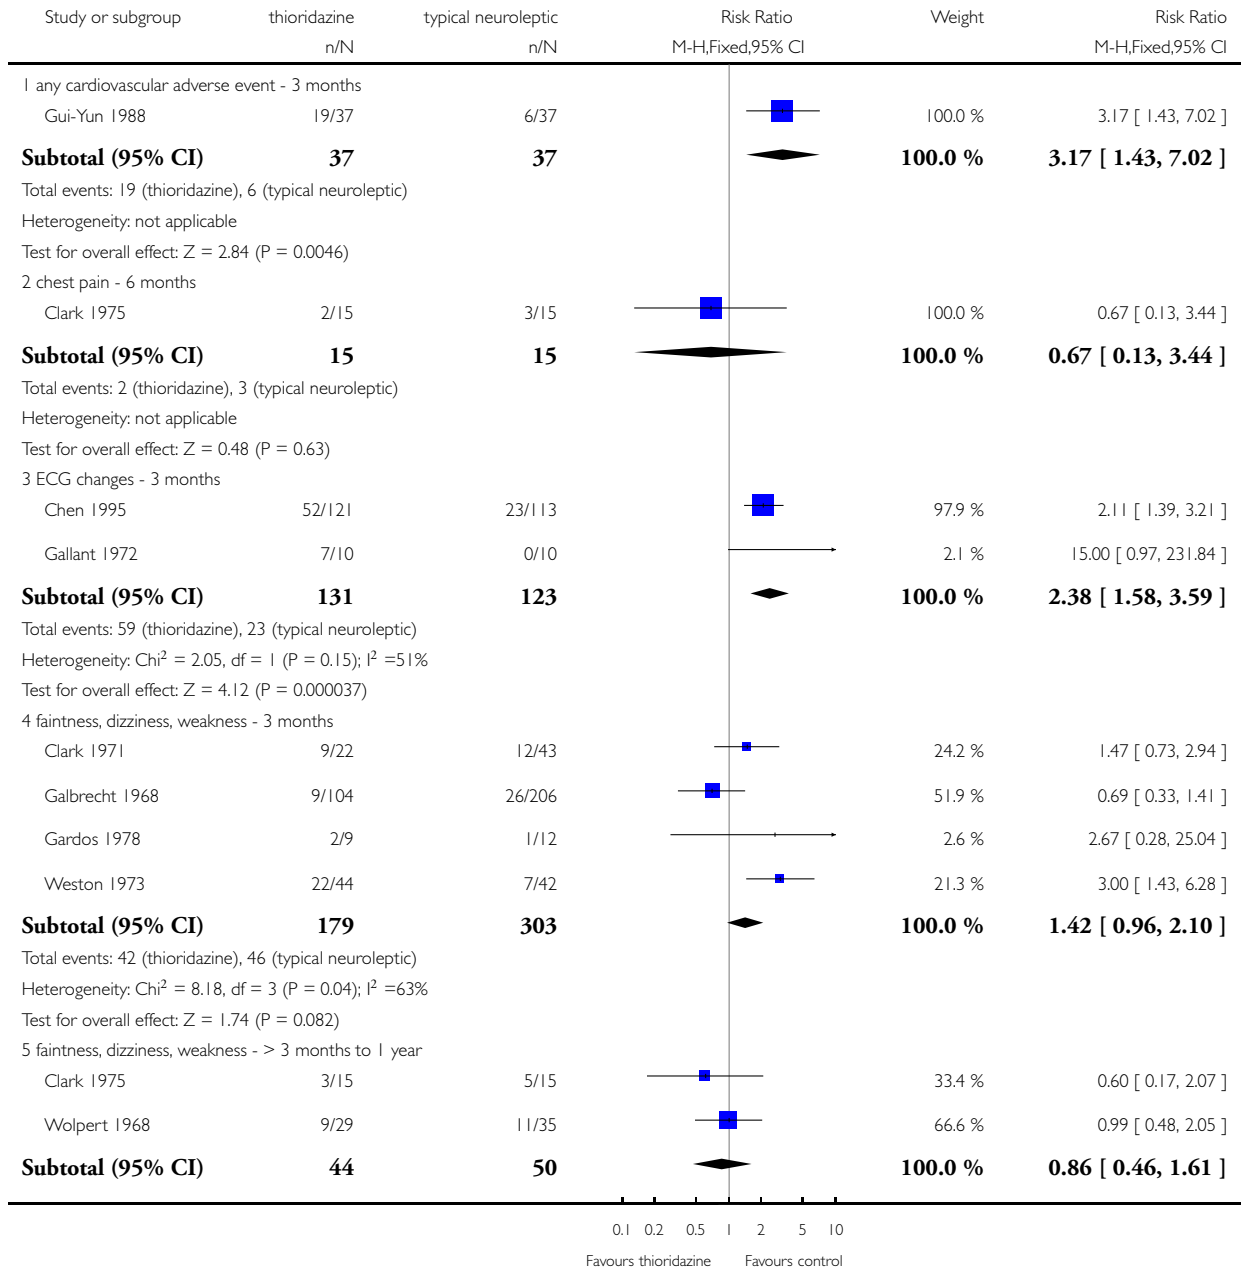 Study or subgroup thioridazine typical neuroleptic Risk Ratio Weight Risk Ratio
n/N n/N M-H,Fixed,95% CI M-H,Fixed,95% CI
1 any cardiovascular adverse event - 3 months
Gui-Yun 1988 19/37 6/37 100.0 % 3.17 [ 1.43, 7.02 ]
Subtotal (95% CI) 37 37 100.0 % 3.17 [ 1.43, 7.02 ]
Total events: 19 (thioridazine), 6 (typical neuroleptic)
Heterogeneity: not applicable
Test for overall effect: Z = 2.84 (P = 0.0046)
2 chest pain - 6 months
Clark 1975 2/15 3/15 100.0 % 0.67 [ 0.13, 3.44 ]
Subtotal (95% CI) 15 15 100.0 % 0.67 [ 0.13, 3.44 ]
Total events: 2 (thioridazine), 3 (typical neuroleptic)
Heterogeneity: not applicable
Test for overall effect: Z = 0.48 (P = 0.63)
3 ECG changes - 3 months
Chen 1995 52/121 23/113 97.9 % 2.11 [ 1.39, 3.21 ]
Gallant 1972 7/10 0/10 2.1 % 15.00 [ 0.97, 231.84 ]
Subtotal (95% CI) 131 123 100.0 % 2.38 [ 1.58, 3.59 ]
Total events: 59 (thioridazine), 23 (typical neuroleptic)
Heterogeneity: Chi² = 2.05, df = 1 (P = 0.15); I² =51%
Test for overall effect: Z = 4.12 (P = 0.000037)
4 faintness, dizziness, weakness - 3 months
Clark 1971 9/22 12/43 24.2 % 1.47 [ 0.73, 2.94 ]
Galbrecht 1968 9/104 26/206 51.9 % 0.69 [ 0.33, 1.41 ]
Gardos 1978 2/9 1/12 2.6 % 2.67 [ 0.28, 25.04 ]
Weston 1973 22/44 7/42 21.3 % 3.00 [ 1.43, 6.28 ]
Subtotal (95% CI) 179 303 100.0 % 1.42 [ 0.96, 2.10 ]
Total events: 42 (thioridazine), 46 (typical neuroleptic)
Heterogeneity: Chi² = 8.18, df = 3 (P = 0.04); I² =63%
Test for overall effect: Z = 1.74 (P = 0.082)
5 faintness, dizziness, weakness - > 3 months to 1 year
Clark 1975 3/15 5/15 33.4 % 0.60 [ 0.17, 2.07 ]
Wolpert 1968 9/29 11/35 66.6 % 0.99 [ 0.48, 2.05 ]
Subtotal (95% CI) 44 50 100.0 % 0.86 [ 0.46, 1.61 ]
0.1 0.2 0.5 1 2 5 10
Favours thioridazine Favours control